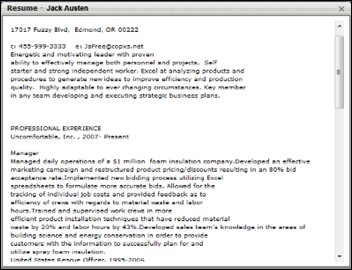 Resume - Jack Austen
17017 Fuzzy Blvd, Edmond, OR 00222
c: 455-999-3333 e: JaFree@copxs.net
Energetic and motivating leader with proven
ability to effectively manage both personnel and projects. Self
starter and strong independent worker. Excel at analyzing products and
procedures to generate new ideas to improve efficiency and production
quality. Highly adaptable to ever changing circumstances. Key member
in any team developing and executing strategic business plans.
PROFESSIONAL EXPERIENCE
Uncomfortable, Inc. , 2007- Present
Manager
Managed daily operations of a $1 million foam insulation company.Developed an effective
marketing campaign and restructured product pricing/discounts resulting in an 80% bid
acceptance rate.Implemented new bidding process utilizing Excel
spreadsheets to formulate more accurate bids. Allowed for the
tracking of individual job costs and provided feedback as to
efficiency of crew with regards to material waste and labor
hours.Trained and supervised work crews in more
efficient product installation techniques that have reduced material
waste by 20% and labor hours by 43%.Developed sales team's knowledge in the areas of
building science and energy conservation in order to provide
customers with the information to successfully plan for and
utilize spray foam insulation.
United States Rescue Officer, 1995-2006